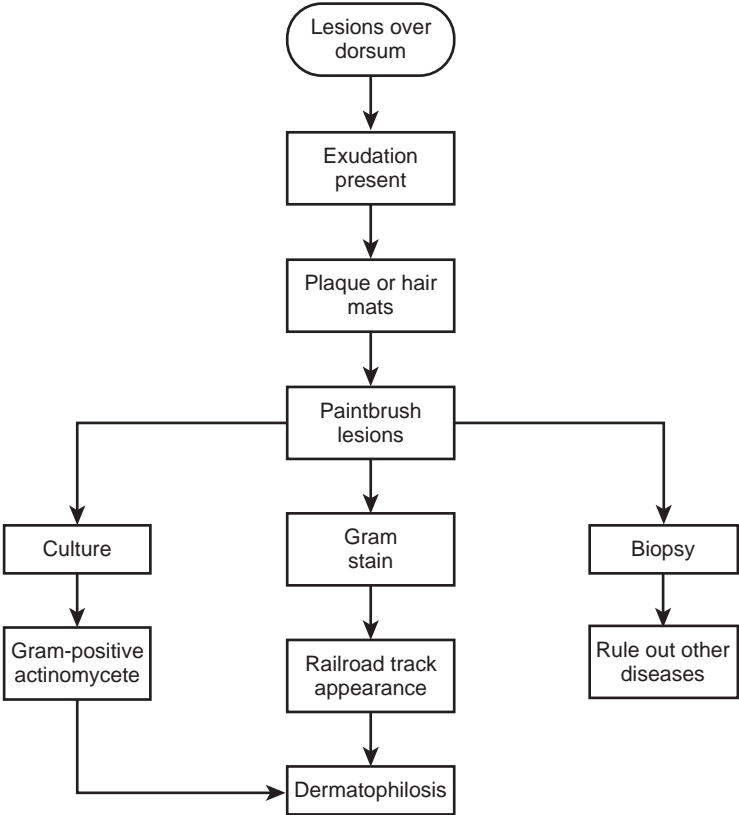 Lesions over
dorsum
Exudation
present
Plaque or hair
mats
Paintbrush
lesions
Culture
Gram
stain
Biopsy
Gram-positive
actinomycete
Railroad track
appearance
Rule out other
diseases
Dermatophilosis